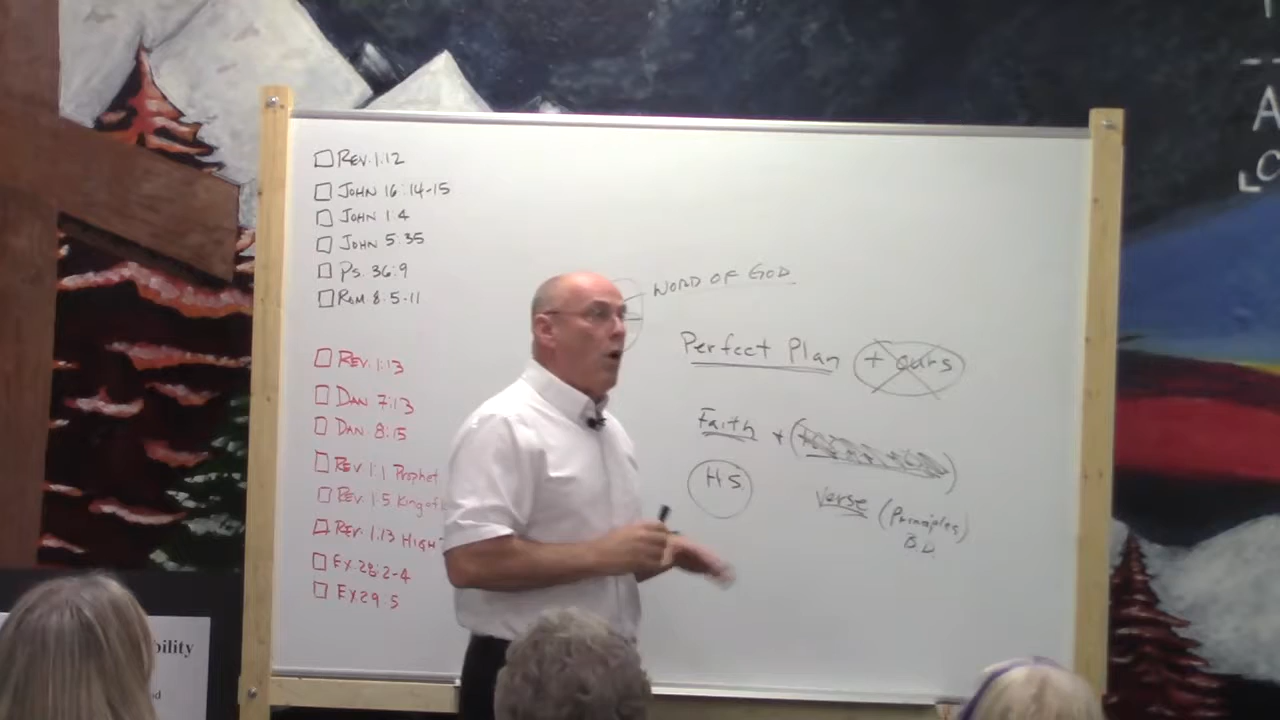 Rev. 1:12
John 16:14-15
John 1:4
John 5:35
Ps. 36:9
Rom 8:5-11
Rev. 1:13
Dan 7:13
Dan 8:15
Rev. 1:1 Prophet
Rev. 1:5 King of
Rev. 1:13 High
Ex. 28:2-4
Ex. 29:5
Word of God
Perfect Plan + ours
Faith +
H.S.
Verse (Principles)
B.D.
bility
A